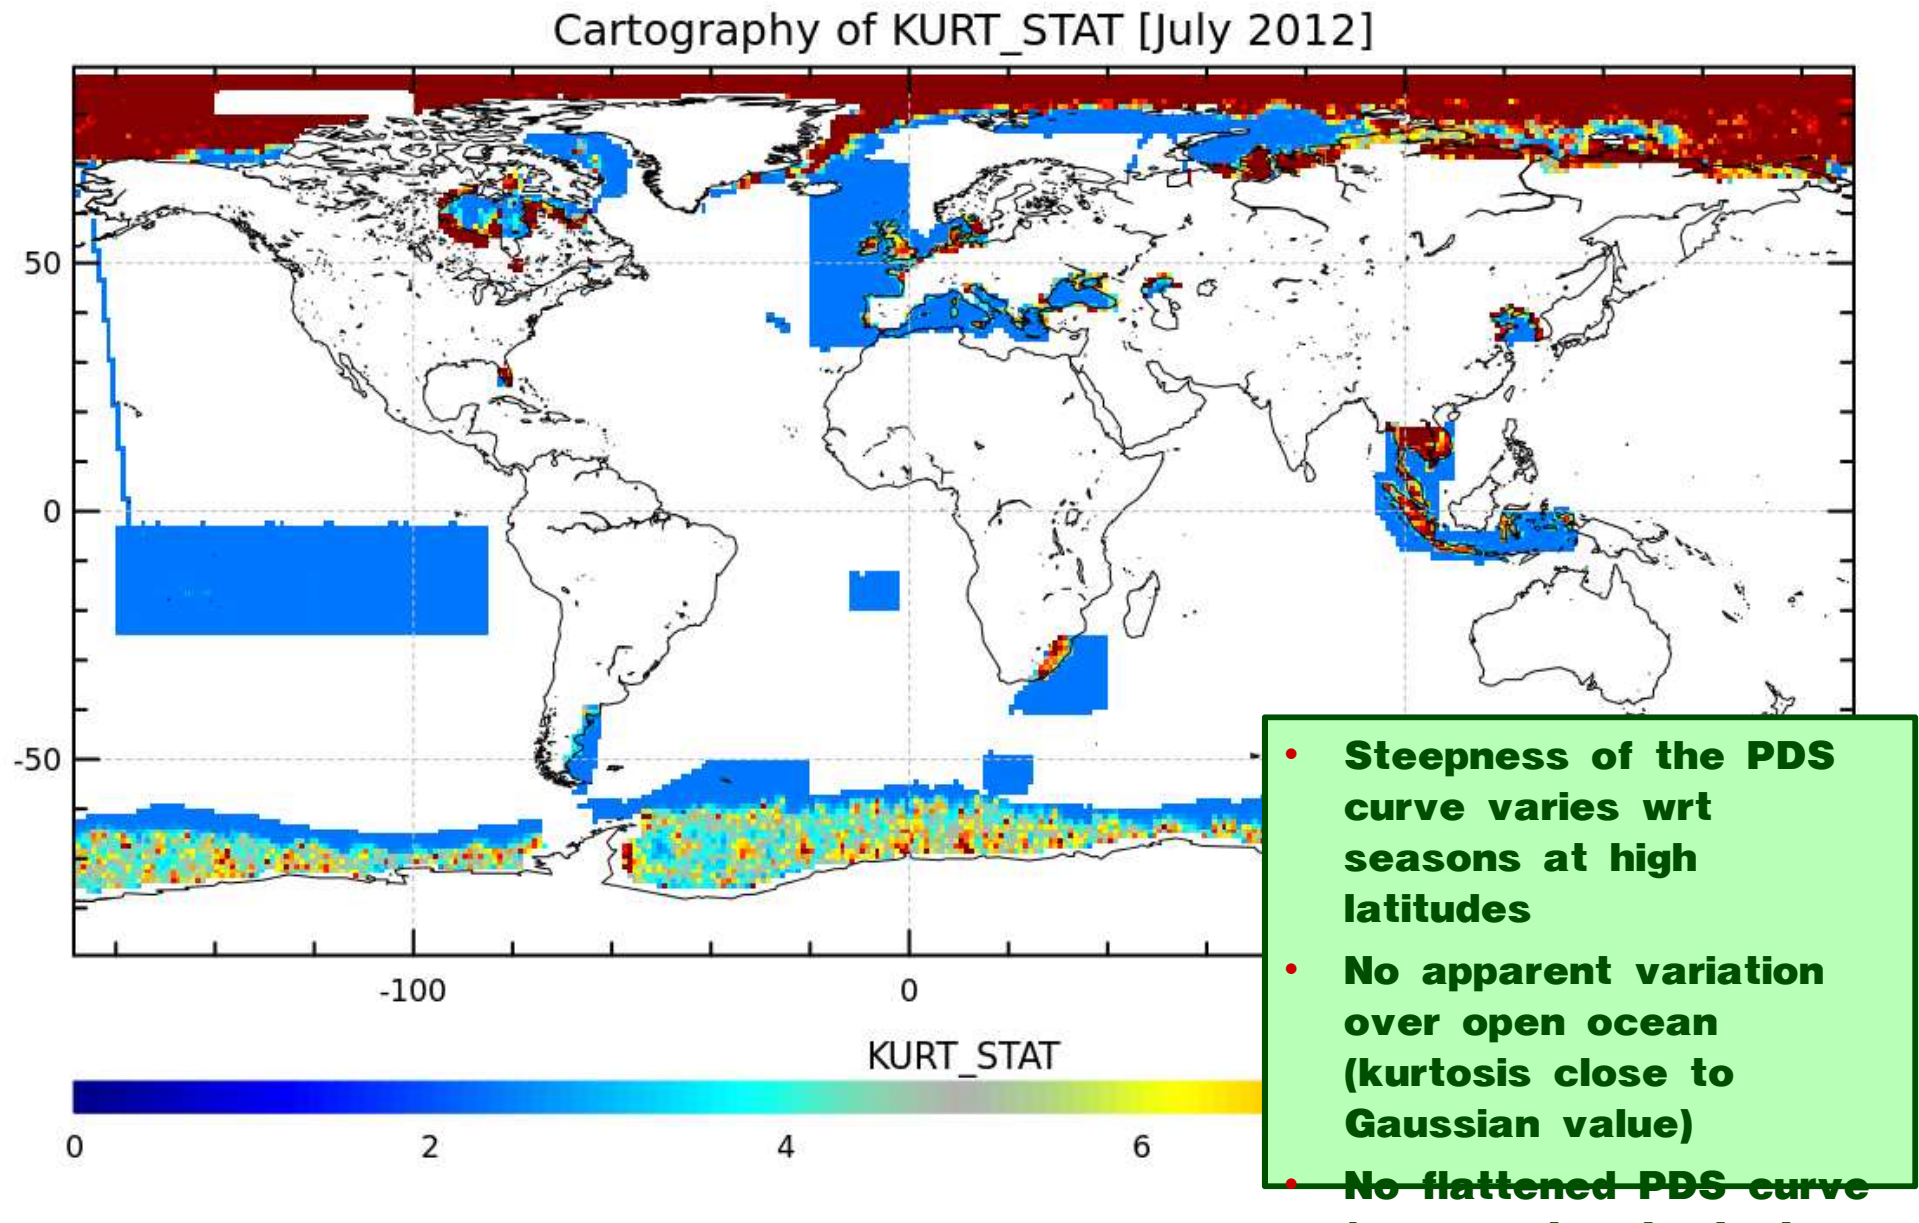 Cartography of KURT_STAT [July 2012]
50
0
-50
-100
0
KURT_STAT
0
2
4
6
• Steepness of the PDS
curve varies wrt
seasons at high
latitudes
• No apparent variation
over open ocean
(kurtosis close to
Gaussian value)
• No flattened PDS curve